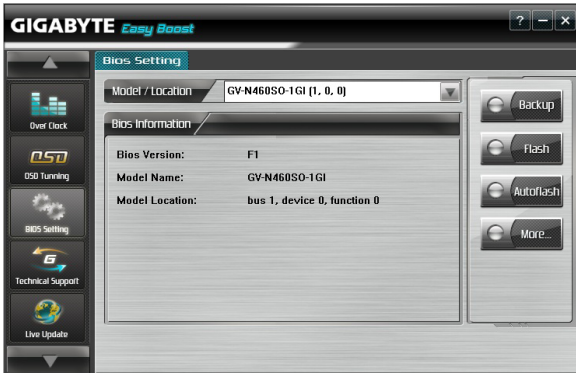 GIGABYTE Easy Boost
? – ×
Bios Setting
Model / Location GV-N460SO-1GI (1, 0, 0)
Bios Information
Bios Version: F1
Model Name: GV-N460SO-1GI
Model Location: bus 1, device 0, function 0
Over Clock
OSD
OSD Tunning
BIOS Setting
G
Technical Support
Live Update
Backup
Flash
Autoflash
More...